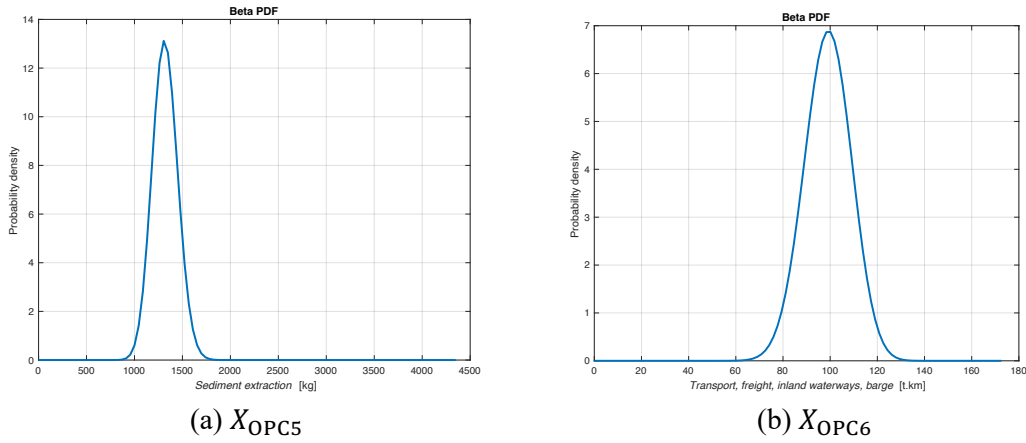 Beta PDF
14
12
10
8
6
4
2
0
Probability density
0 500 1000 1500 2000 2500 3000 3500 4000 4500
Sediment extraction [kg]
(a) X_OPC5
Beta PDF
7
6
5
4
3
2
1
0
Probability density
0 20 40 60 80 100 120 140 160 180
Transport, freight, inland waterways, barge [t.km]
(b) X_OPC6